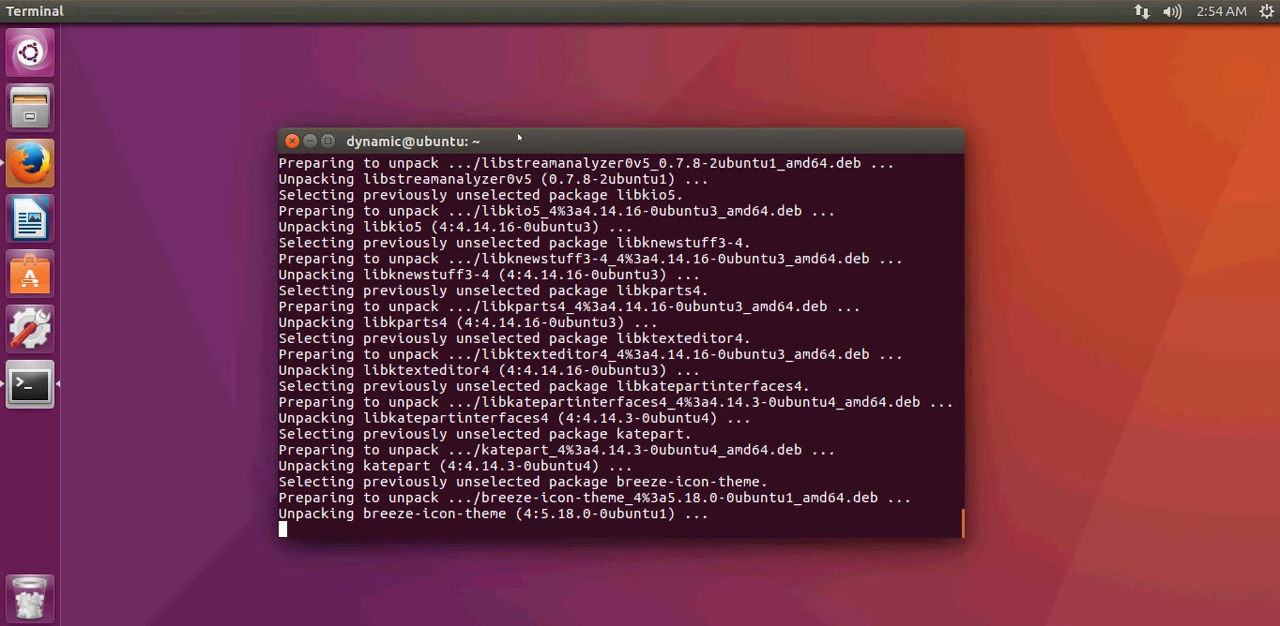 Terminal
2:54 AM
dynamic@ubuntu: ~
Preparing to unpack .../libstreamanalyzer0v5_0.7.8-2ubuntu1_amd64.deb ...
Unpacking libstreamanalyzer0v5 (0.7.8-2ubuntu1) ...
Selecting previously unselected package libkio5.
Preparing to unpack .../libkio5_4%3a4.14.16-0ubuntu3_amd64.deb ...
Unpacking libkio5 (4:4.14.16-0ubuntu3) ...
Selecting previously unselected package libknewstuff3-4.
Preparing to unpack .../libknewstuff3-4_4%3a4.14.16-0ubuntu3_amd64.deb ...
Unpacking libknewstuff3-4 (4:4.14.16-0ubuntu3) ...
Selecting previously unselected package libkparts4.
Preparing to unpack .../libkparts4_4%3a4.14.16-0ubuntu3_amd64.deb ...
Unpacking libkparts4 (4:4.14.16-0ubuntu3) ...
Selecting previously unselected package libktexteditor4.
Preparing to unpack .../libktexteditor4_4%3a4.14.16-0ubuntu3_amd64.deb ...
Unpacking libktexteditor4 (4:4.14.16-0ubuntu3) ...
Selecting previously unselected package libkatepartinterfaces4.
Preparing to unpack .../libkatepartinterfaces4_4%3a4.14.3-0ubuntu4_amd64.deb ...
Unpacking libkatepartinterfaces4 (4:4.14.3-0ubuntu4) ...
Selecting previously unselected package katepart.
Preparing to unpack .../katepart_4%3a4.14.3-0ubuntu4_amd64.deb ...
Unpacking katepart (4:4.14.3-0ubuntu4) ...
Selecting previously unselected package breeze-icon-theme.
Preparing to unpack .../breeze-icon-theme_4%3a5.18.0-0ubuntu1_amd64.deb ...
Unpacking breeze-icon-theme (4:5.18.0-0ubuntu1) ...